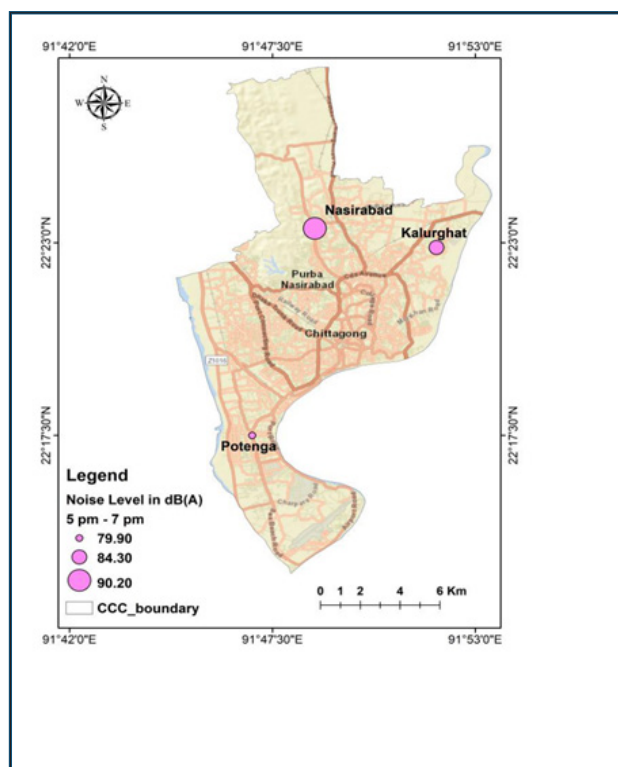 91°42'0"E 91°47'30"E 91°53'0"E
N
W E
S
Nasirabad
Kalurghat
22°23'0"N 22°23'0"N
Purba
Nasirabad
Chittagong
Z1018
22°17'30"N 22°17'30"N
Potenga
Legend
Noise Level in dB(A)
5 pm - 7 pm
79.90
84.30
90.20
CCC_boundary
0 1 2 4 6 Km
91°42'0"E 91°47'30"E 91°53'0"E